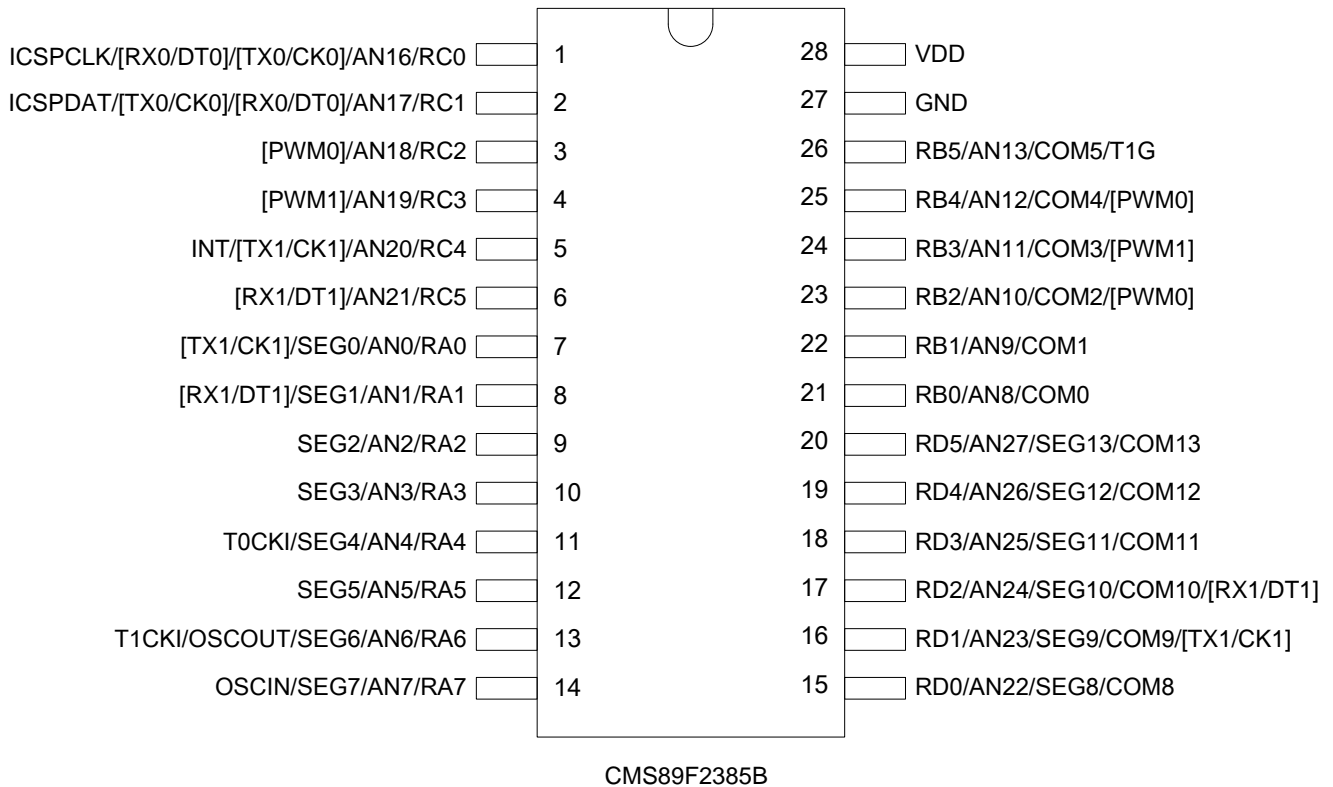 ICSPCLK/[RX0/DT0]/[TX0/CK0]/AN16/RC0 1 28 VDD
ICSPDAT/[TX0/CK0]/[RX0/DT0]/AN17/RC1 2 27 GND
[PWM0]/AN18/RC2 3 26 RB5/AN13/COM5/T1G
[PWM1]/AN19/RC3 4 25 RB4/AN12/COM4/[PWM0]
INT/[TX1/CK1]/AN20/RC4 5 24 RB3/AN11/COM3/[PWM1]
[RX1/DT1]/AN21/RC5 6 23 RB2/AN10/COM2/[PWM0]
[TX1/CK1]/SEG0/AN0/RA0 7 22 RB1/AN9/COM1
[RX1/DT1]/SEG1/AN1/RA1 8 21 RB0/AN8/COM0
SEG2/AN2/RA2 9 20 RD5/AN27/SEG13/COM13
SEG3/AN3/RA3 10 19 RD4/AN26/SEG12/COM12
T0CKI/SEG4/AN4/RA4 11 18 RD3/AN25/SEG11/COM11
SEG5/AN5/RA5 12 17 RD2/AN24/SEG10/COM10/[RX1/DT1]
T1CKI/OSCOUT/SEG6/AN6/RA6 13 16 RD1/AN23/SEG9/COM9/[TX1/CK1]
OSCIN/SEG7/AN7/RA7 14 15 RD0/AN22/SEG8/COM8
CMS89F2385B